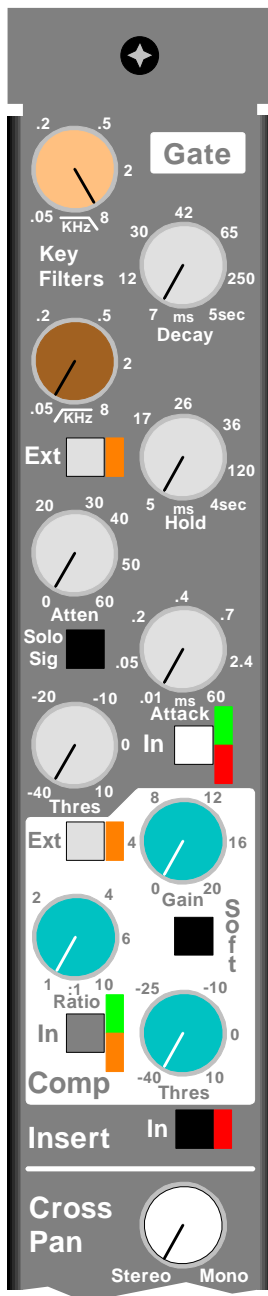 .2 .5
2
.05 KHz 8
Gate
Key
Filters
42
30 65
12 250
7 ms 5sec
Decay
.2 .5
2
.05 KHz 8
Ext
26
17 36
120
5 ms 4sec
Hold
30
20 40
50
0 60
Atten
Solo
Sig
.4
.2 .7
.05 2.4
.01 ms 60
Attack
In
-20 -10
0
-40 10
Thres
Ext
8 12
4 16
0 20
Gain
Soft
2 4
6
1 :1 10
Ratio
In
Comp
-25 -10
0
-40 10
Thres
Insert
In
Cross
Pan
Stereo Mono